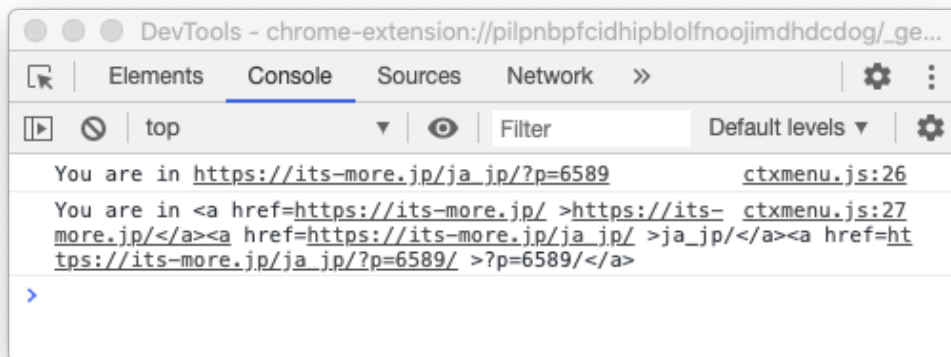 DevTools - chrome-extension://pilpnbpfcidhipblolfnoojimdhdcdog/_ge...
Elements Console Sources Network »
top ▼ Filter Default levels ▼
You are in https://its-more.jp/ja_jp/?p=6589 ctxmenu.js:26
You are in <a href=https://its-more.jp/ >https://its- ctxmenu.js:27
more.jp/</a><a href=https://its-more.jp/ja_jp/ >ja_jp/</a><a href=ht
tps://its-more.jp/ja_jp/?p=6589/ >?p=6589/</a>
>